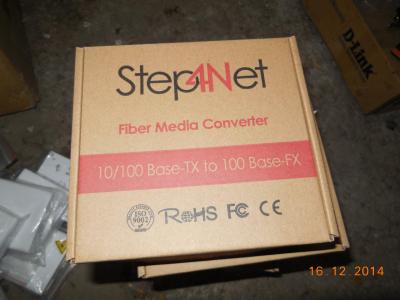 Step4Net
D-Link
Fiber Media Converter
10/100 Base-TX to 100 Base-FX
ISO
9002
RoHS FC CE
16.12.2014